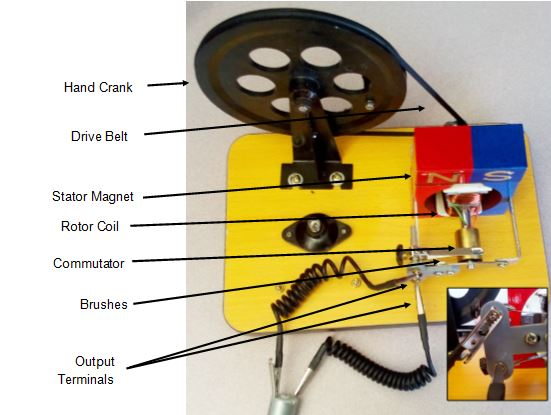 Hand Crank
Drive Belt
Stator Magnet
N S
Rotor Coil
Commutator
Brushes
Output
Terminals